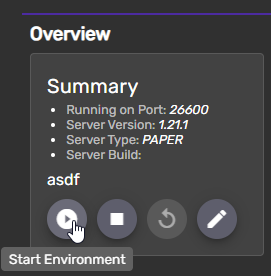 Overview
Summary
Running on Port: 26600
Server Version: 1.21.1
Server Type: PAPER
Server Build:
asdf
Start Environment